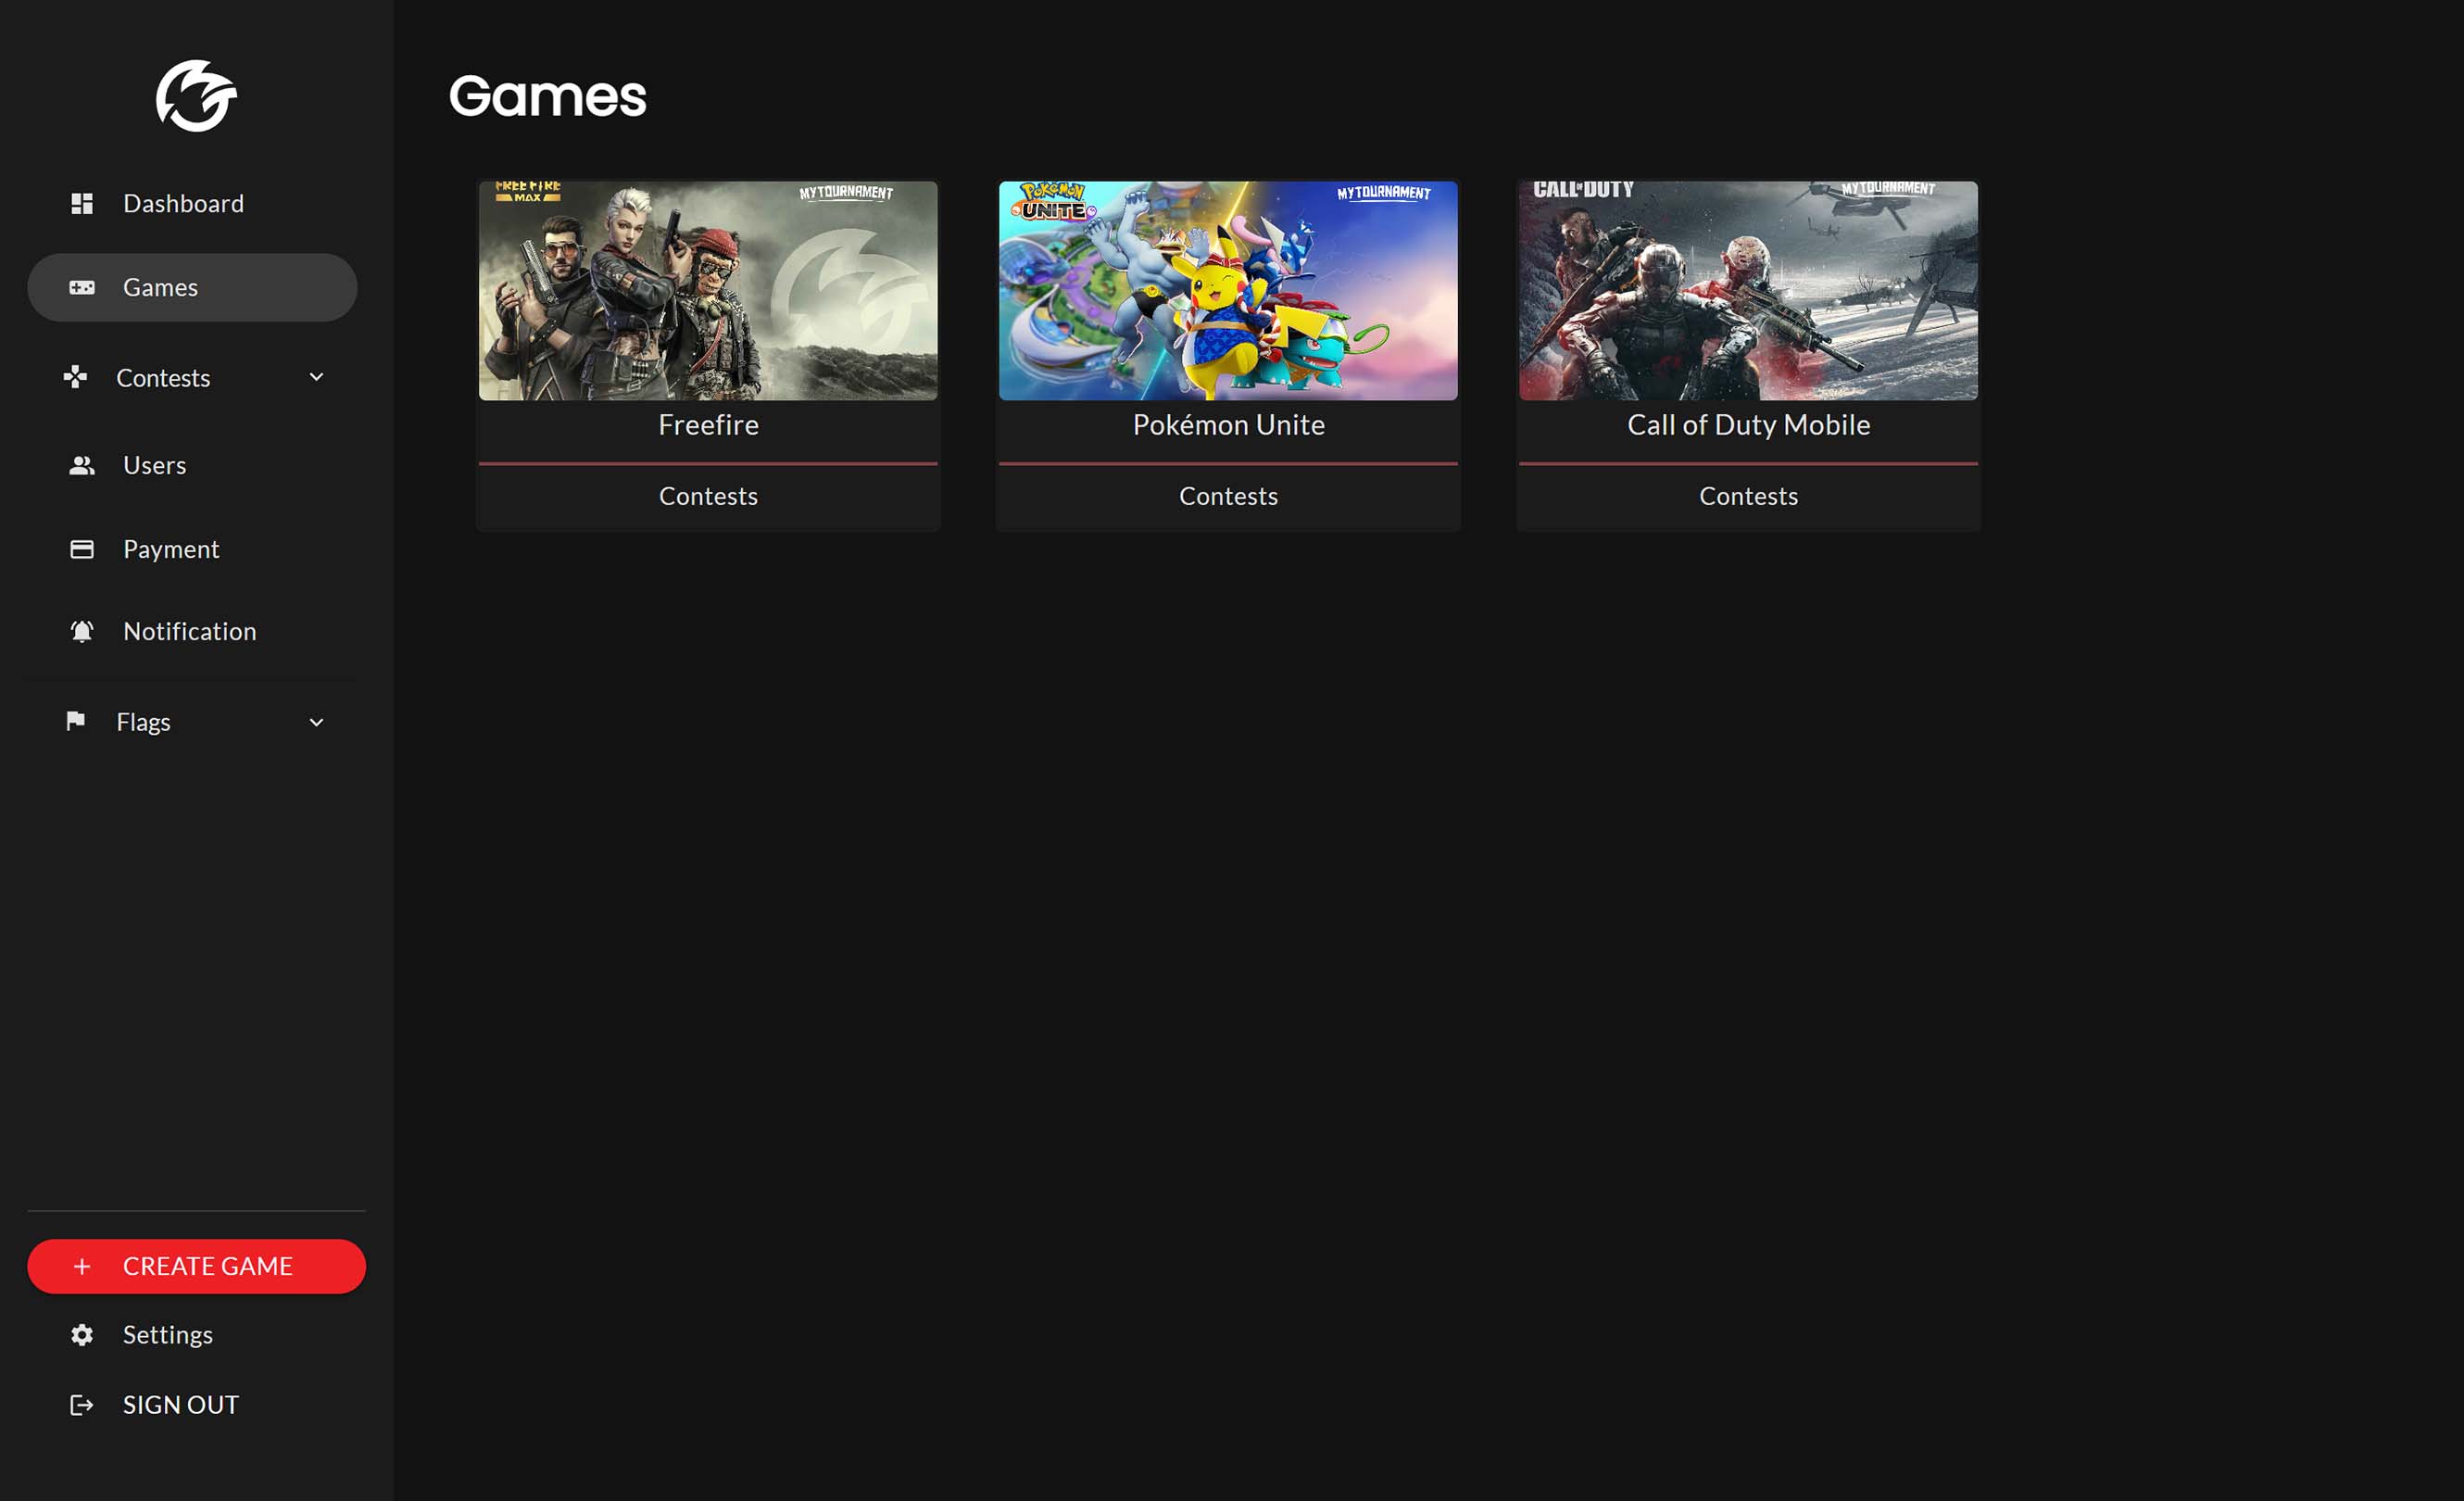 Games
Dashboard
Games
Contests
Users
Payment
Notification
Flags
CREATE GAME
Settings
SIGN OUT
FREE FIRE
MAX
MYTOURNAMENT
Freefire
Contests
POKéMON
UNITE
MYTOURNAMENT
Pokémon Unite
Contests
CALL OF DUTY
MYTOURNAMENT
Call of Duty Mobile
Contests